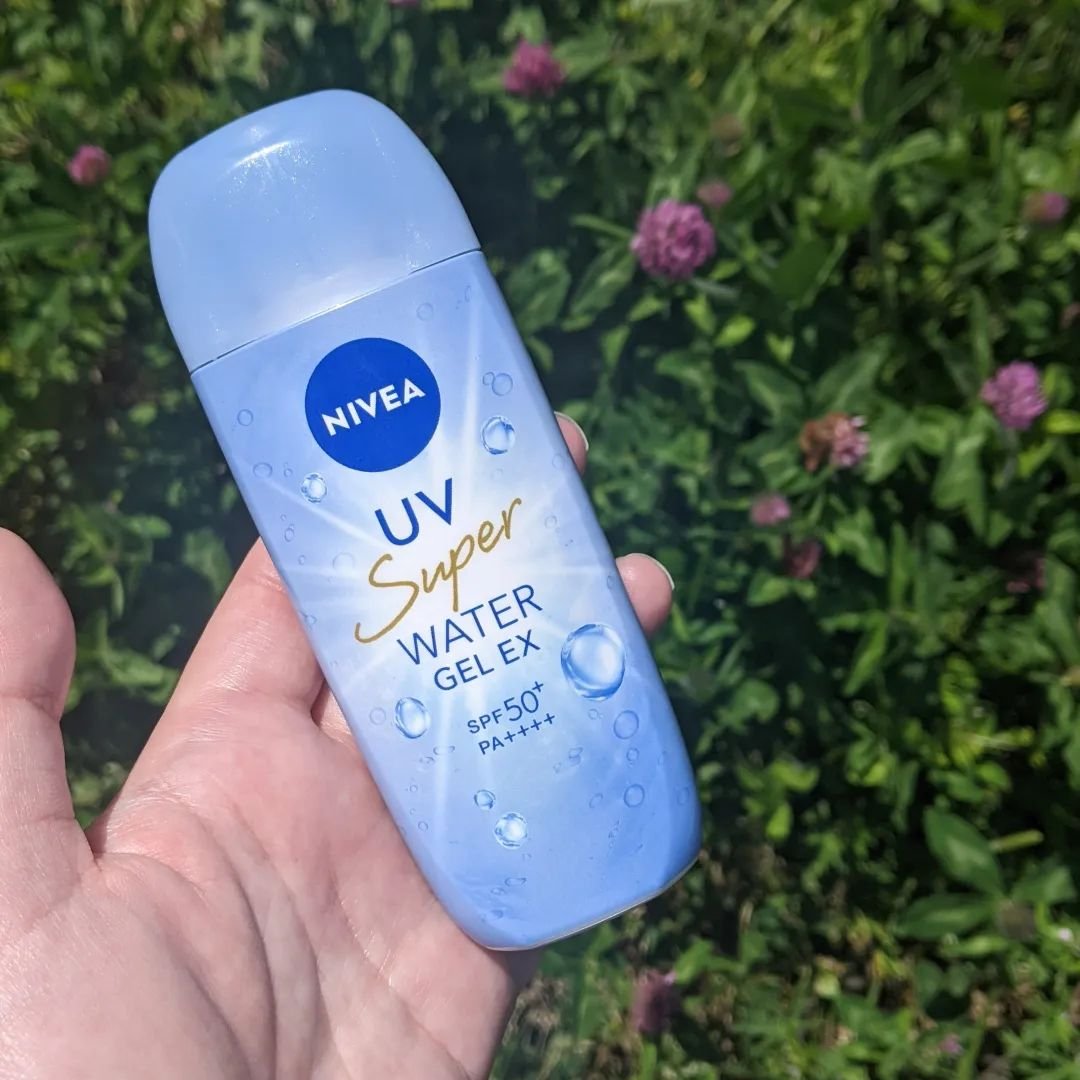 NIVEA
UV
Super
WATER
GEL EX
SPF50+
PA++++